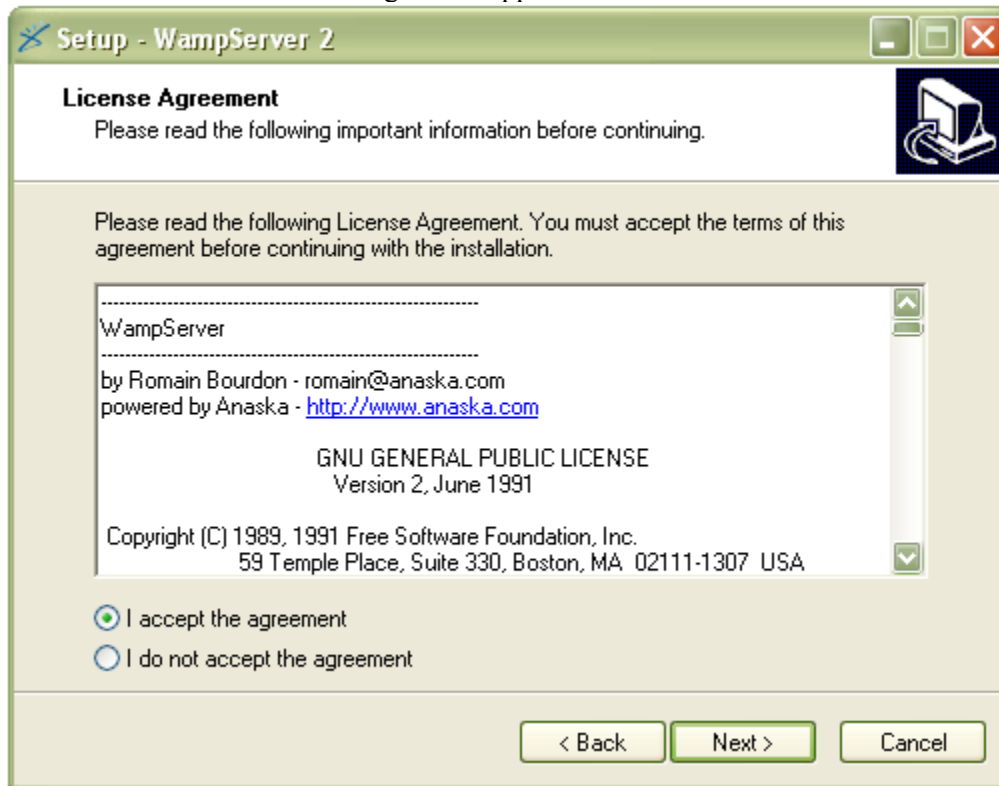 Setup - WampServer 2
License Agreement
Please read the following important information before continuing.
Please read the following License Agreement. You must accept the terms of this
agreement before continuing with the installation.
-----------------------------------------------------------------
WampServer
-----------------------------------------------------------------
by Romain Bourdon - romain@anaska.com
powered by Anaska - http://www.anaska.com
GNU GENERAL PUBLIC LICENSE
Version 2, June 1991
Copyright (C) 1989, 1991 Free Software Foundation, Inc.
59 Temple Place, Suite 330, Boston, MA 02111-1307 USA
I accept the agreement
I do not accept the agreement
< Back Next > Cancel